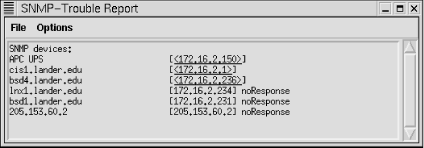 SNMP-Trouble Report
File Options
SNMP devices:
APC UPS [<172.16.2.150>]
cis1.lander.edu [<172.16.2.1>]
bsd4.lander.edu [<172.16.2.236>]
lnx1.lander.edu [172.16.2.234] noResponse
bsd1.lander.edu [172.16.2.231] noResponse
205.153.60.2 [205.153.60.2] noResponse